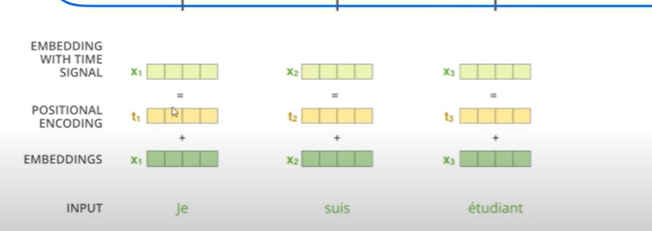 EMBEDDING
WITH TIME
SIGNAL
x₁ x₂ x₃
= = =
POSITIONAL
ENCODING
t₁ t₂ t₃
+ + +
EMBEDDINGS x₁ x₂ x₃
INPUT Je suis étudiant